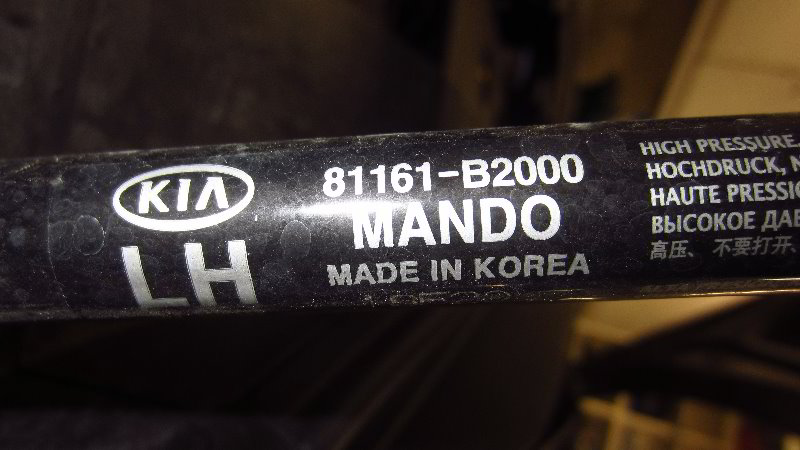 KIA
LH
81161-B2000
MANDO
MADE IN KOREA
HIGH PRESSURE.
HOCHDRUCK, N
HAUTE PRESSIO
ВЫСОКОЕ ДАВ
高压、不要打开、